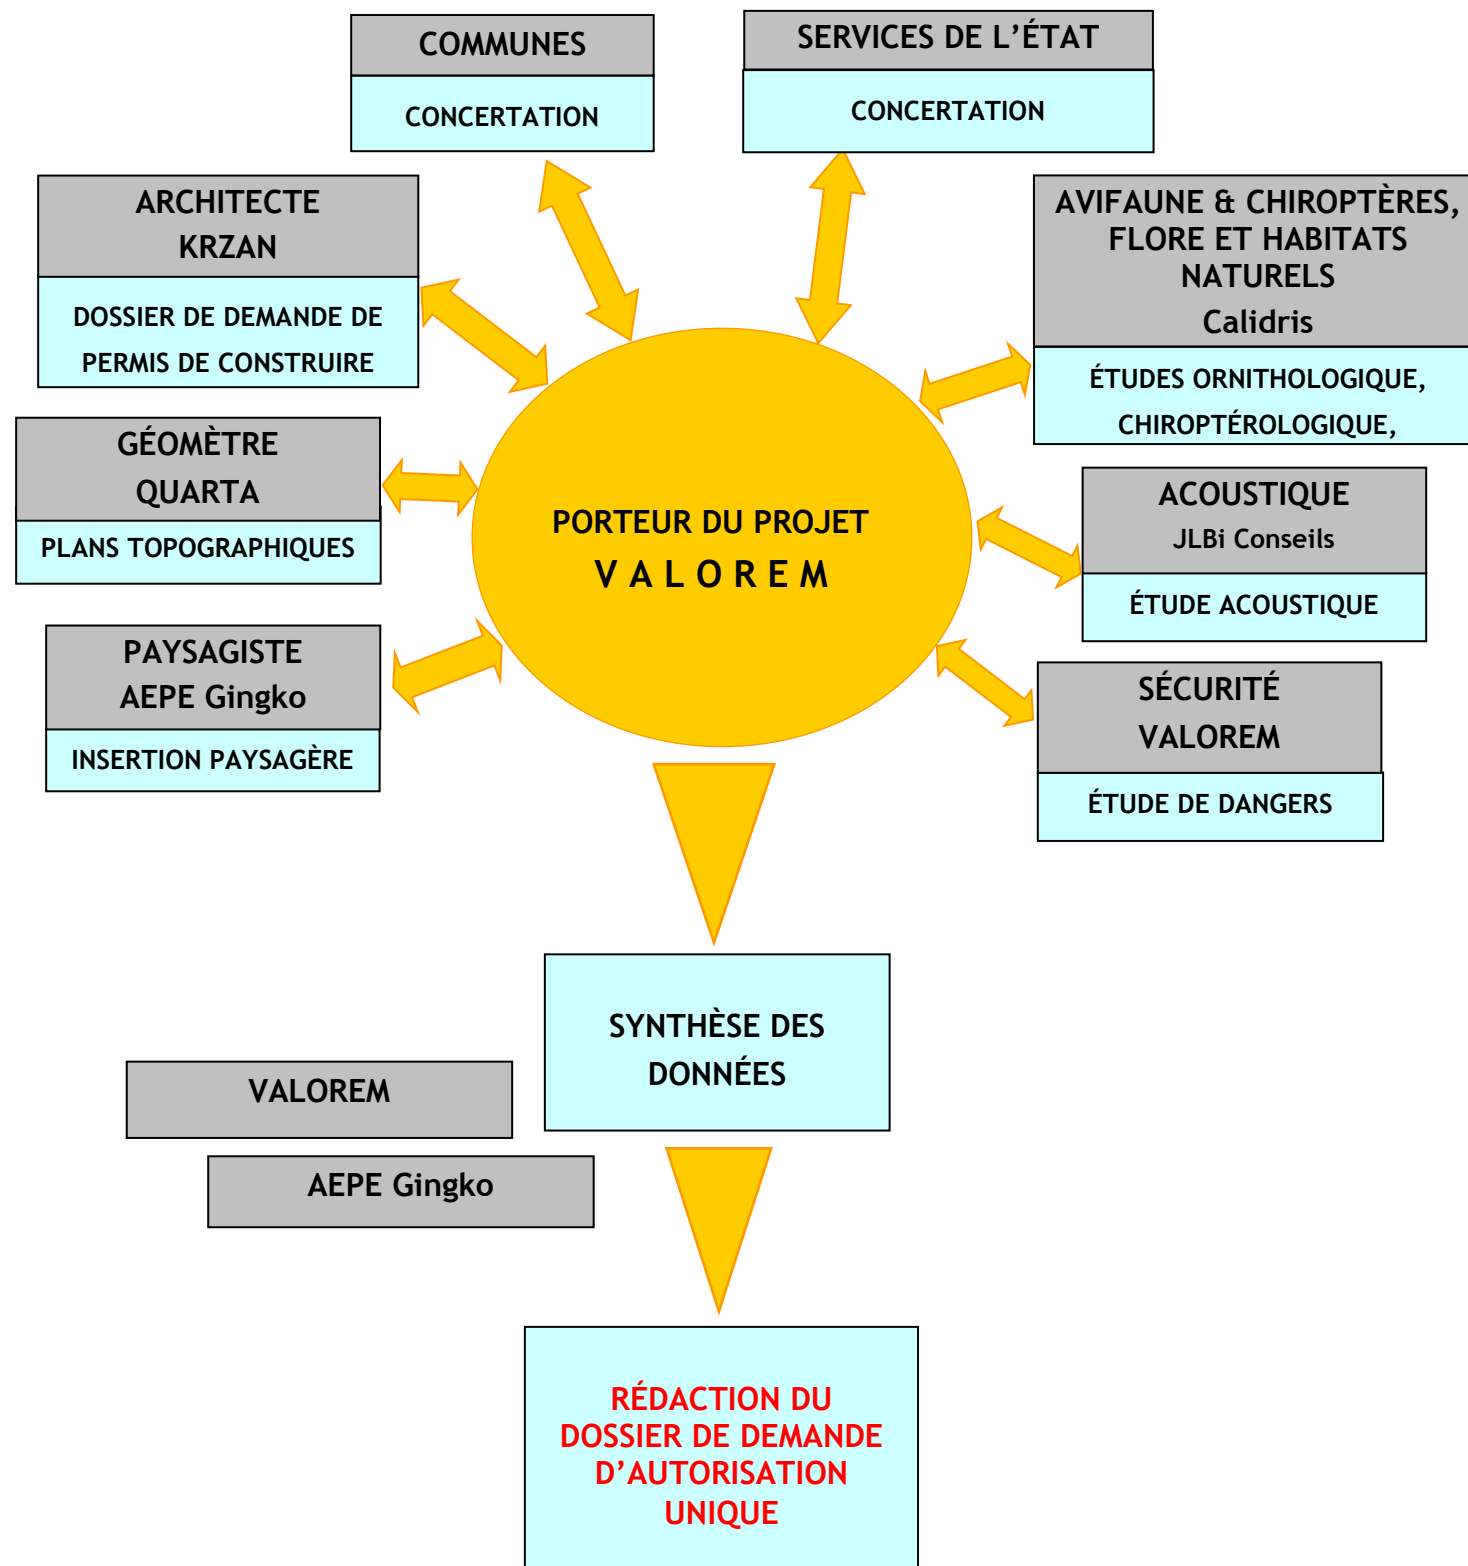 COMMUNES
CONCERTATION
SERVICES DE L’ÉTAT
CONCERTATION
ARCHITECTE
KRZAN
DOSSIER DE DEMANDE DE
PERMIS DE CONSTRUIRE
AVIFAUNE & CHIROPTÈRES,
FLORE ET HABITATS
NATURELS
Calidris
ÉTUDES ORNITHOLOGIQUE,
CHIROPTÉROLOGIQUE,
GÉOMÈTRE
QUARTA
PLANS TOPOGRAPHIQUES
PORTEUR DU PROJET
V A L O R E M
ACOUSTIQUE
JLBi Conseils
ÉTUDE ACOUSTIQUE
PAYSAGISTE
AEPE Gingko
INSERTION PAYSAGÈRE
SÉCURITÉ
VALOREM
ÉTUDE DE DANGERS
SYNTHÈSE DES
DONNÉES
VALOREM
AEPE Gingko
RÉDACTION DU
DOSSIER DE DEMANDE
D’AUTORISATION
UNIQUE